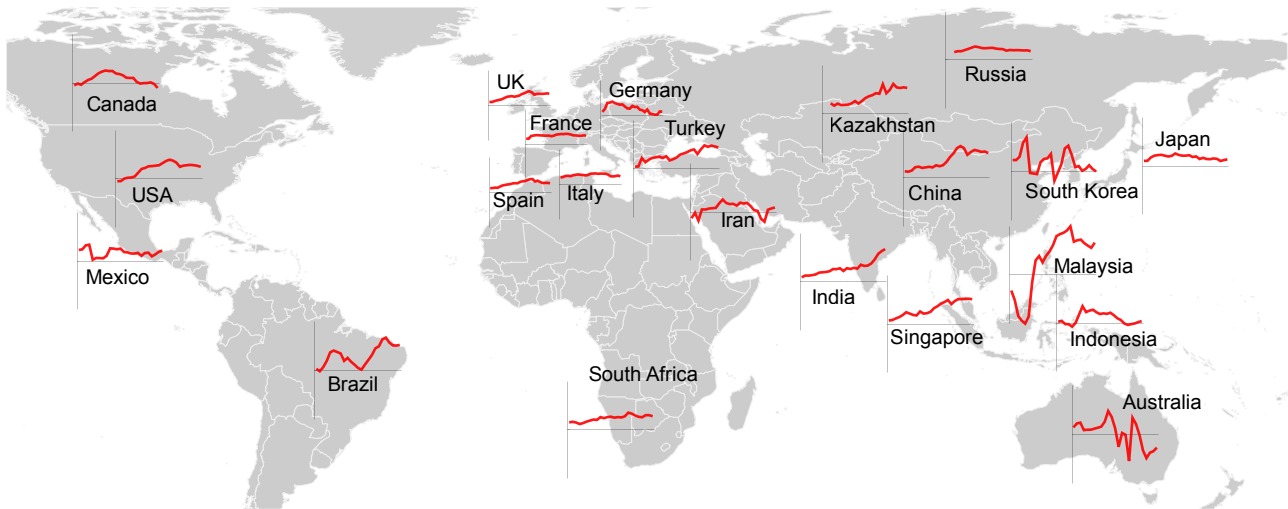 Russia
UK
Germany
Canada
France
Turkey
Kazakhstan
Japan
USA
Spain
Italy
China
South Korea
Iran
Mexico
Malaysia
India
Singapore
Indonesia
South Africa
Brazil
Australia